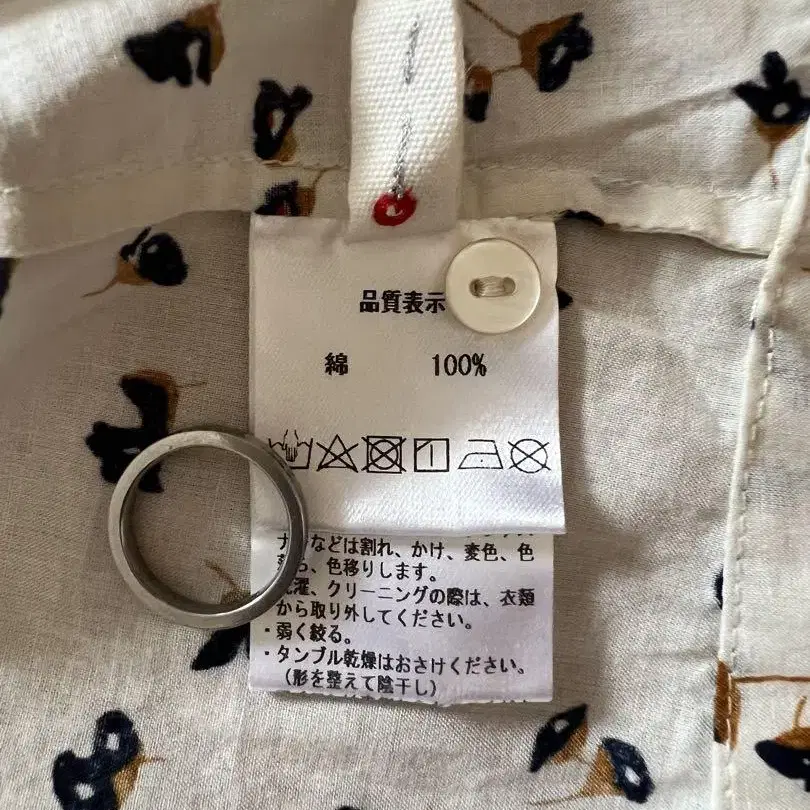 品質表示
綿 100%
などは割れ、かけ、変色、色
色移りします。
クリーニングの際は、衣類
から取り外してください。
・弱く絞る。
・タンブル乾燥はおさけください。
(形を整えて陰干し)